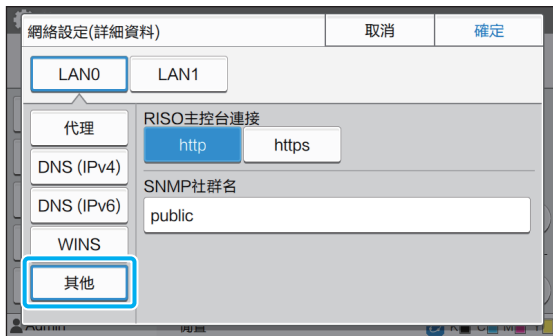 網絡設定(詳細資料)
取消
確定
LAN0
LAN1
代理
DNS (IPv4)
DNS (IPv6)
WINS
其他
RISO主控台連接
http
https
SNMP社群名
public
Admin